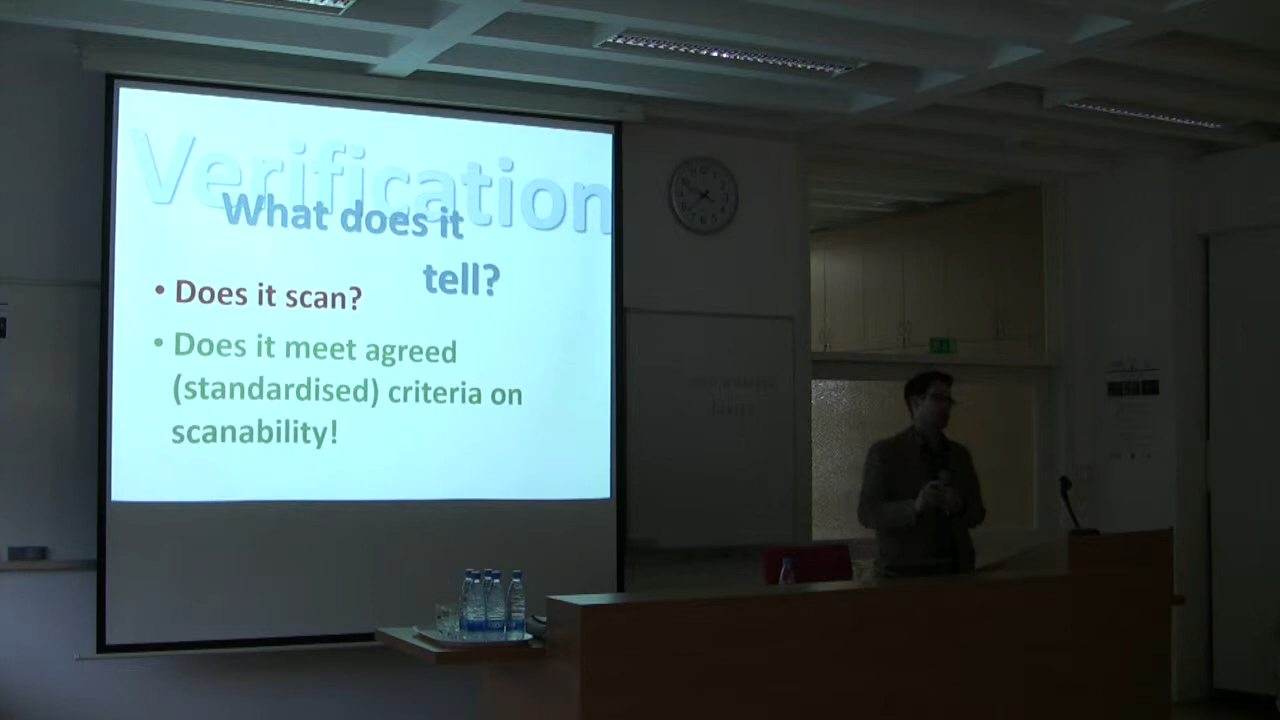 Verification
What does it
tell?
• Does it scan?
• Does it meet agreed
(standardised) criteria on
scanability!